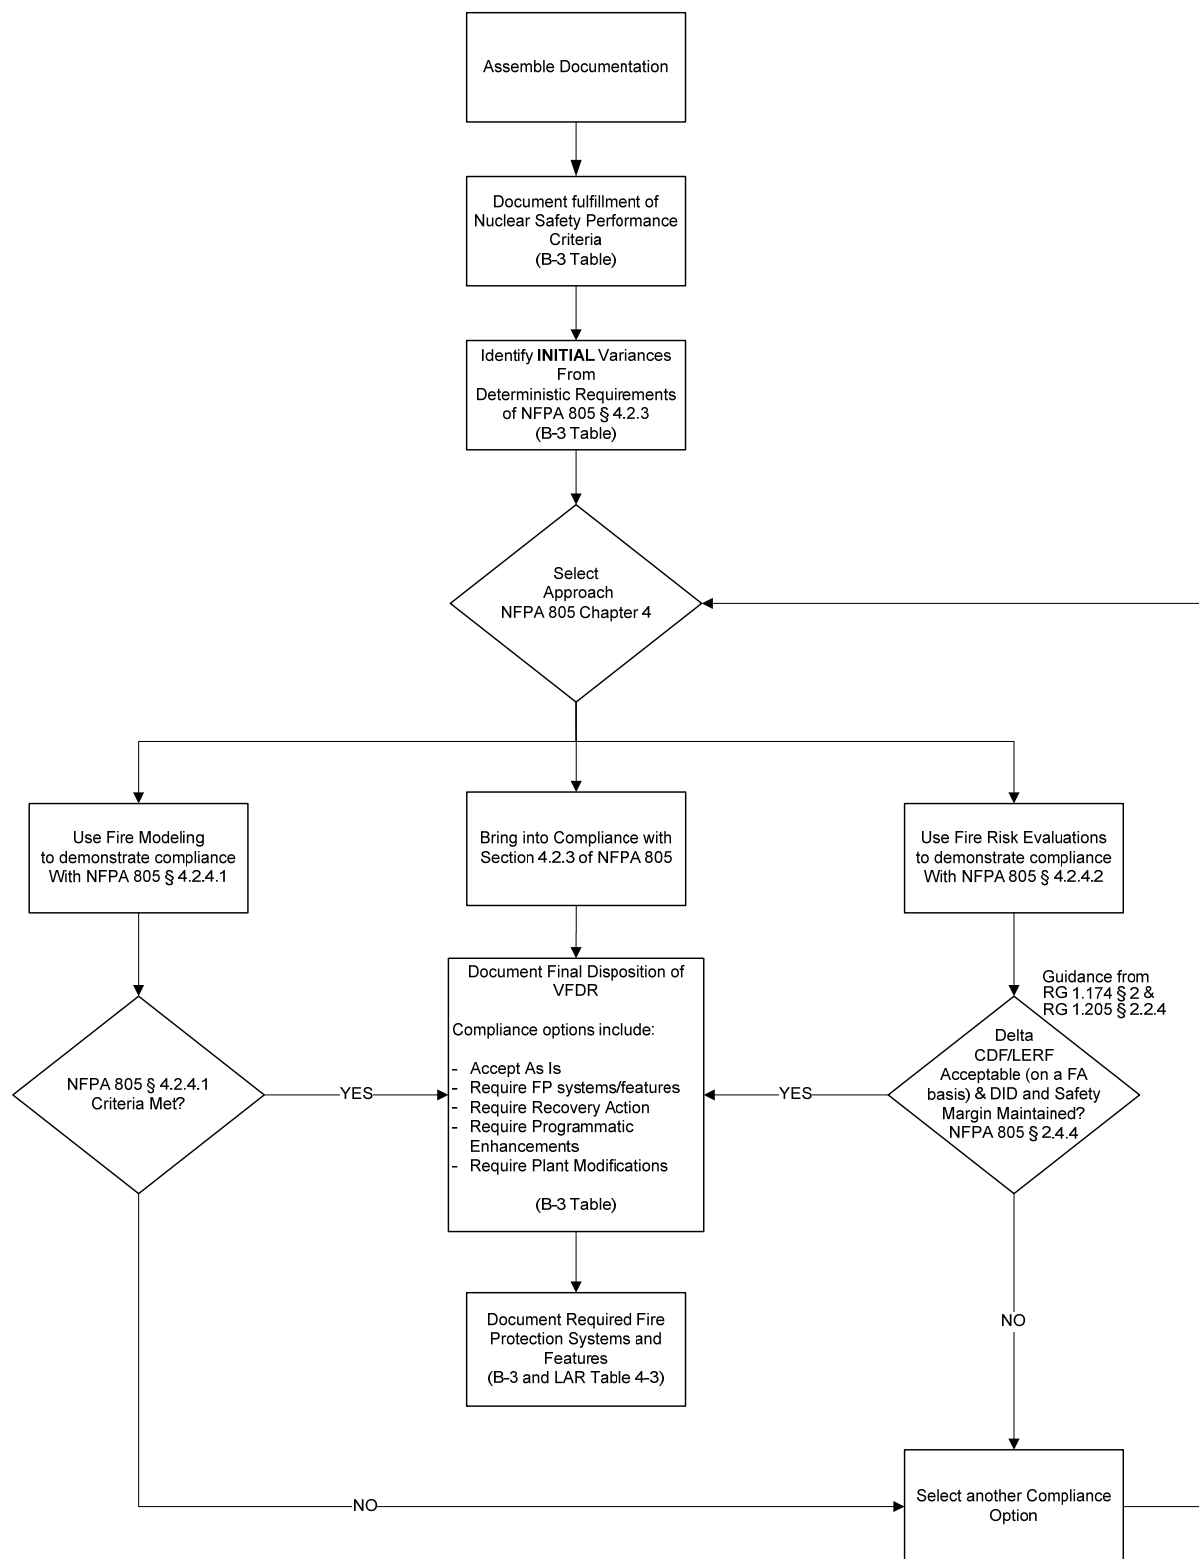 Assemble Documentation
Document fulfillment of
Nuclear Safety Performance
Criteria
(B-3 Table)
Identify INITIAL Variances
From
Deterministic Requirements
of NFPA 805 § 4.2.3
(B-3 Table)
Select
Approach
NFPA 805 Chapter 4
Use Fire Modeling
to demonstrate compliance
With NFPA 805 § 4.2.4.1
Bring into Compliance with
Section 4.2.3 of NFPA 805
Use Fire Risk Evaluations
to demonstrate compliance
With NFPA 805 § 4.2.4.2
Guidance from
RG 1.174 § 2 &
RG 1.205 § 2.2.4
NFPA 805 § 4.2.4.1
Criteria Met?
YES
Document Final Disposition of
VFDR
Compliance options include:
- Accept As Is
- Require FP systems/features
- Require Recovery Action
- Require Programmatic
Enhancements
- Require Plant Modifications
(B-3 Table)
YES
Delta
CDF/LERF
Acceptable (on a FA
basis) & DID and Safety
Margin Maintained?
NFPA 805 § 2.4.4
Document Required Fire
Protection Systems and
Features
(B-3 and LAR Table 4-3)
NO
NO
Select another Compliance
Option